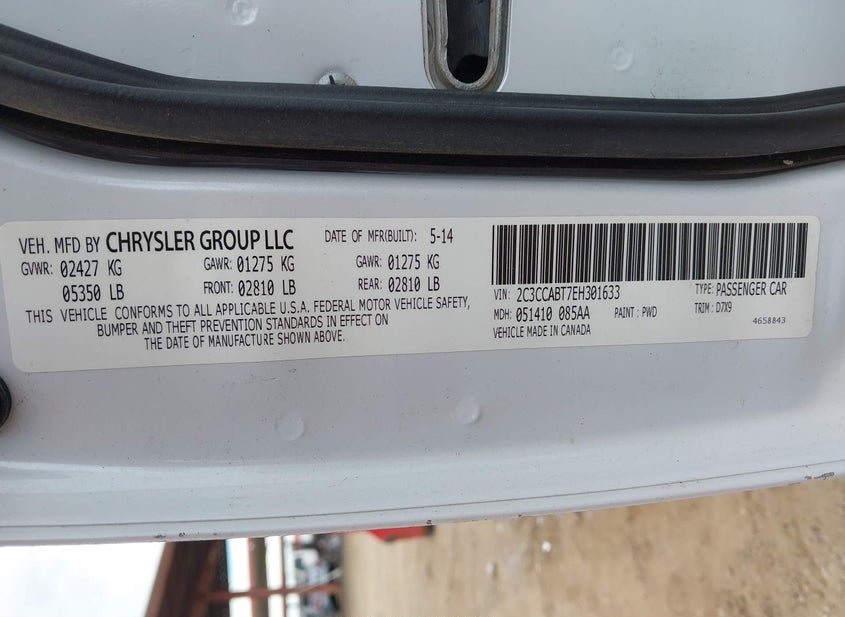 VEH. MFD BY CHRYSLER GROUP LLC DATE OF MFR(BUILT): 5-14
GVWR: 02427 KG GAWR: 01275 KG GAWR: 01275 KG
05350 LB FRONT: 02810 LB REAR: 02810 LB
THIS VEHICLE CONFORMS TO ALL APPLICABLE U.S.A. FEDERAL MOTOR VEHICLE SAFETY,
BUMPER AND THEFT PREVENTION STANDARDS IN EFFECT ON
THE DATE OF MANUFACTURE SHOWN ABOVE.
VIN: 2C3CCABT7EH301633 TYPE: PASSENGER CAR
MDH: 051410 085AA PAINT: PWD TRIM: D7X9
VEHICLE MADE IN CANADA 4658843